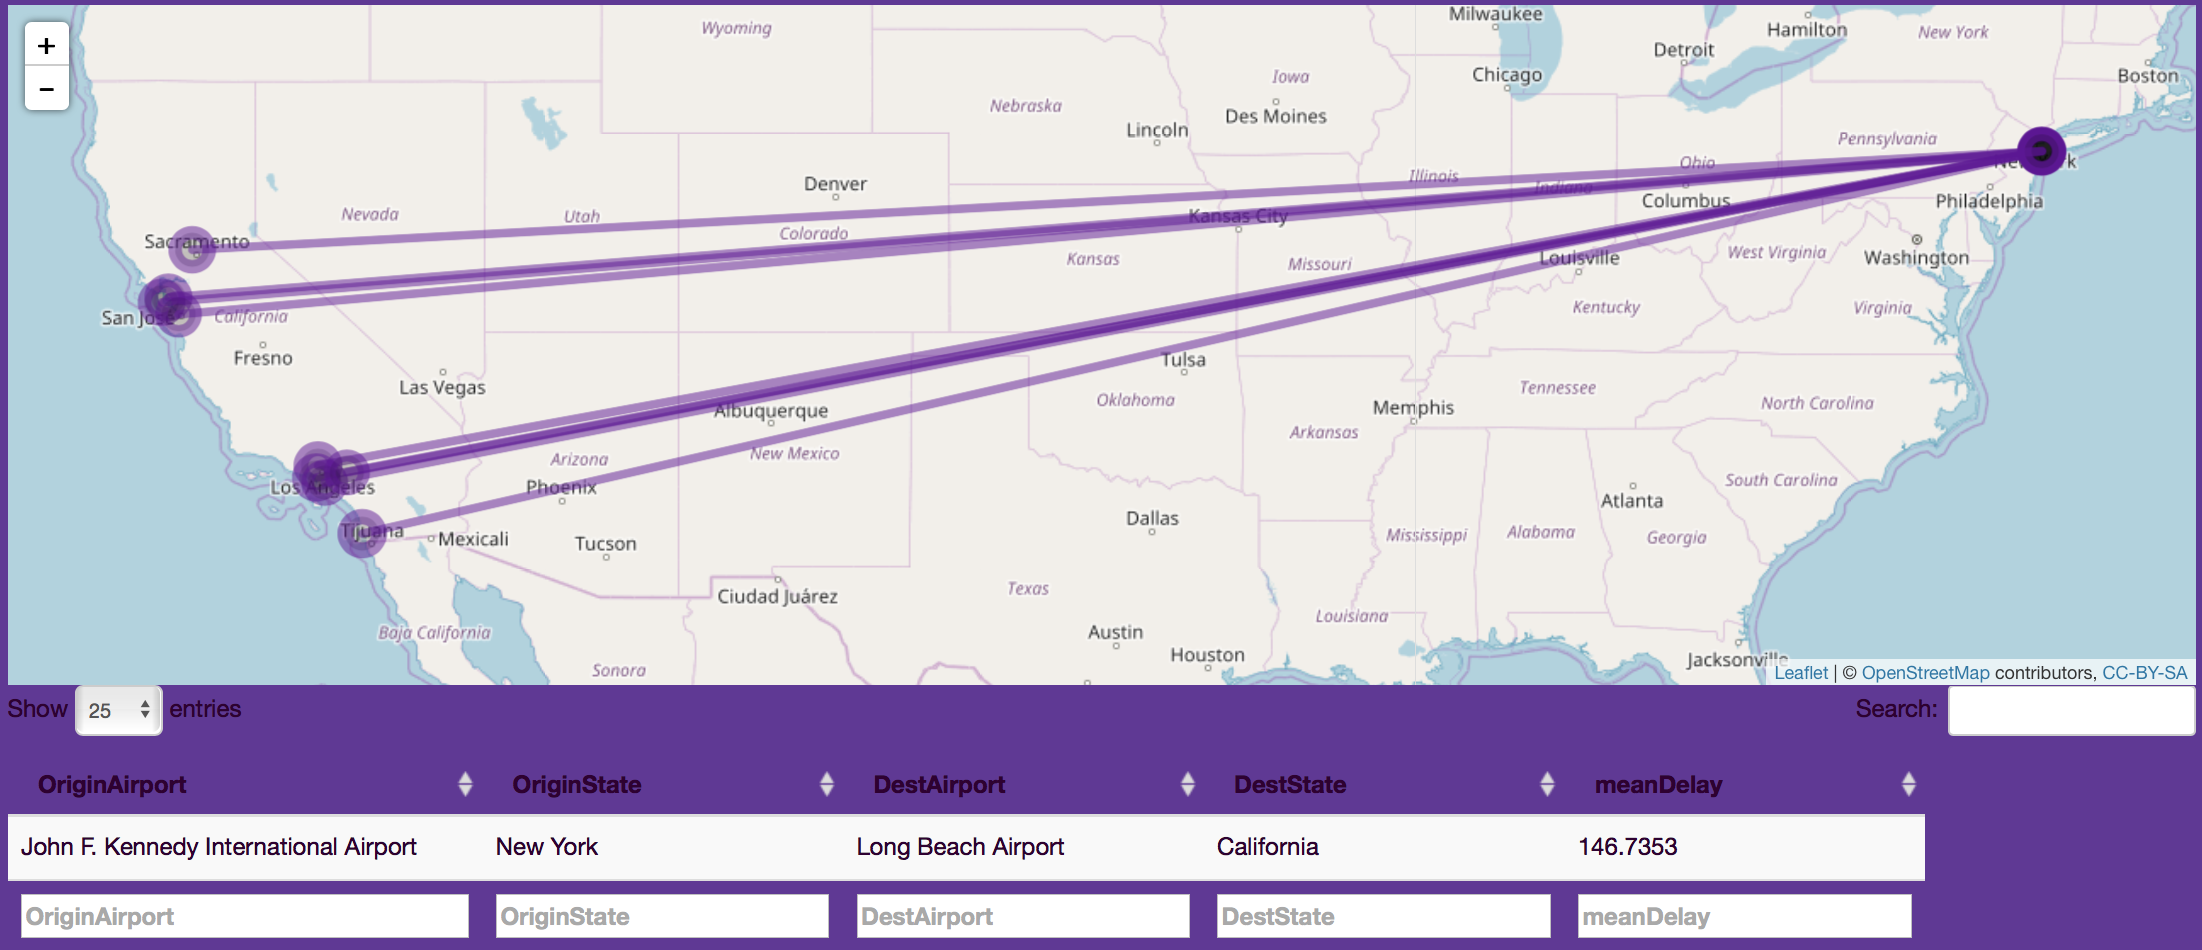 +
−
Wyoming
Milwaukee
Hamilton
New York
Detroit
Boston
Chicago
Iowa
Nebraska
Des Moines
Lincoln
Pennsylvania
Ohio
Illinois
Indiana
Denver
Columbus
Philadelphia
Nevada
Utah
Kansas City
Colorado
Sacramento
Kansas
Missouri
Louisville
West Virginia
Washington
San José
California
Kentucky
Virginia
Fresno
Tulsa
Las Vegas
Tennessee
Oklahoma
North Carolina
Albuquerque
Memphis
Arkansas
New Mexico
Arizona
Los Angeles
Phoenix
South Carolina
Atlanta
Dallas
Tijuana
Mexicali
Tucson
Mississippi
Alabama
Georgia
Texas
Ciudad Juárez
Louisiana
Baja California
Austin
Houston
Jacksonville
Sonora
Leaflet | © OpenStreetMap contributors, CC-BY-SA
Show 25 entries
Search:
OriginAirport OriginState DestAirport DestState meanDelay
John F. Kennedy International Airport New York Long Beach Airport California 146.7353
OriginAirport OriginState DestAirport DestState meanDelay